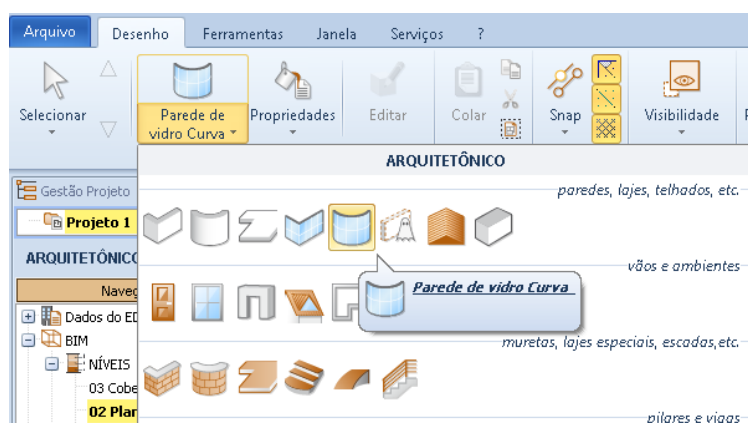 Arquivo Desenho Ferramentas Janela Serviços ?
Selecionar Parede de vidro Curva Propriedades Editar Colar Snap Visibilidade
ARQUITETÔNICO
Gestão Projeto
paredes, lajes, telhados, etc.
Projeto 1
ARQUITETÔNICO
vãos e ambientes
Naveg
Parede de vidro Curva
Dados do ED
BIM
muretas, lajes especiais, escadas,etc.
NÍVEIS
03 Cobe
02 Plan
pilares e vigas